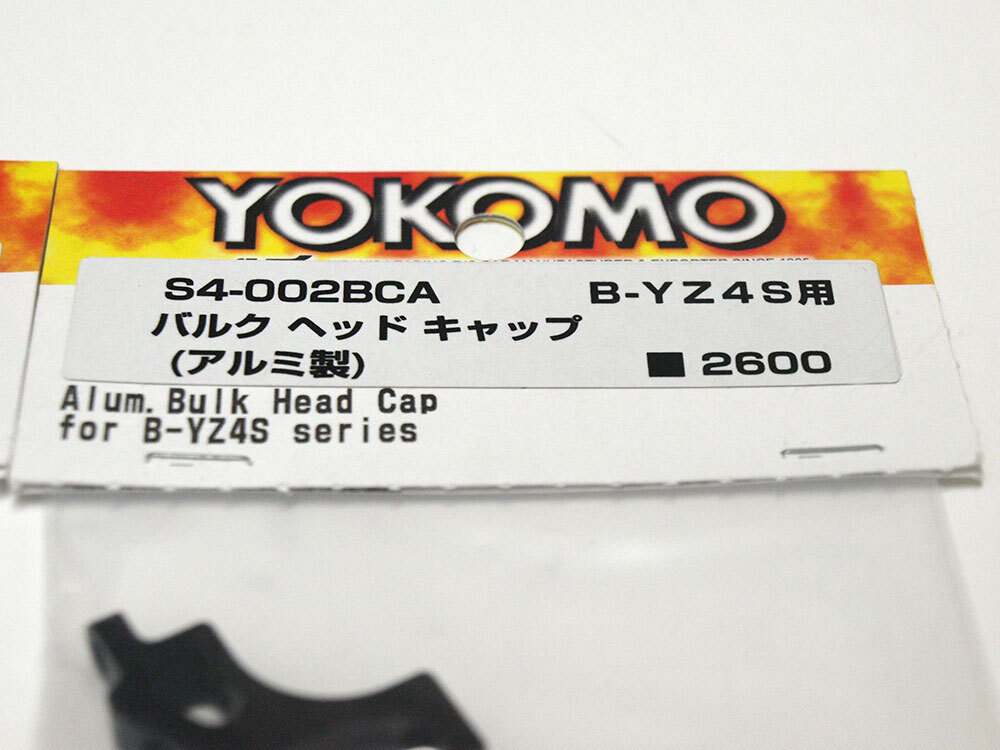 YOKOMO
S4-002BCA B-YZ4S用
バルク ヘッド キャップ
(アルミ製) ■2600
Alum. Bulk Head Cap
for B-YZ4S series